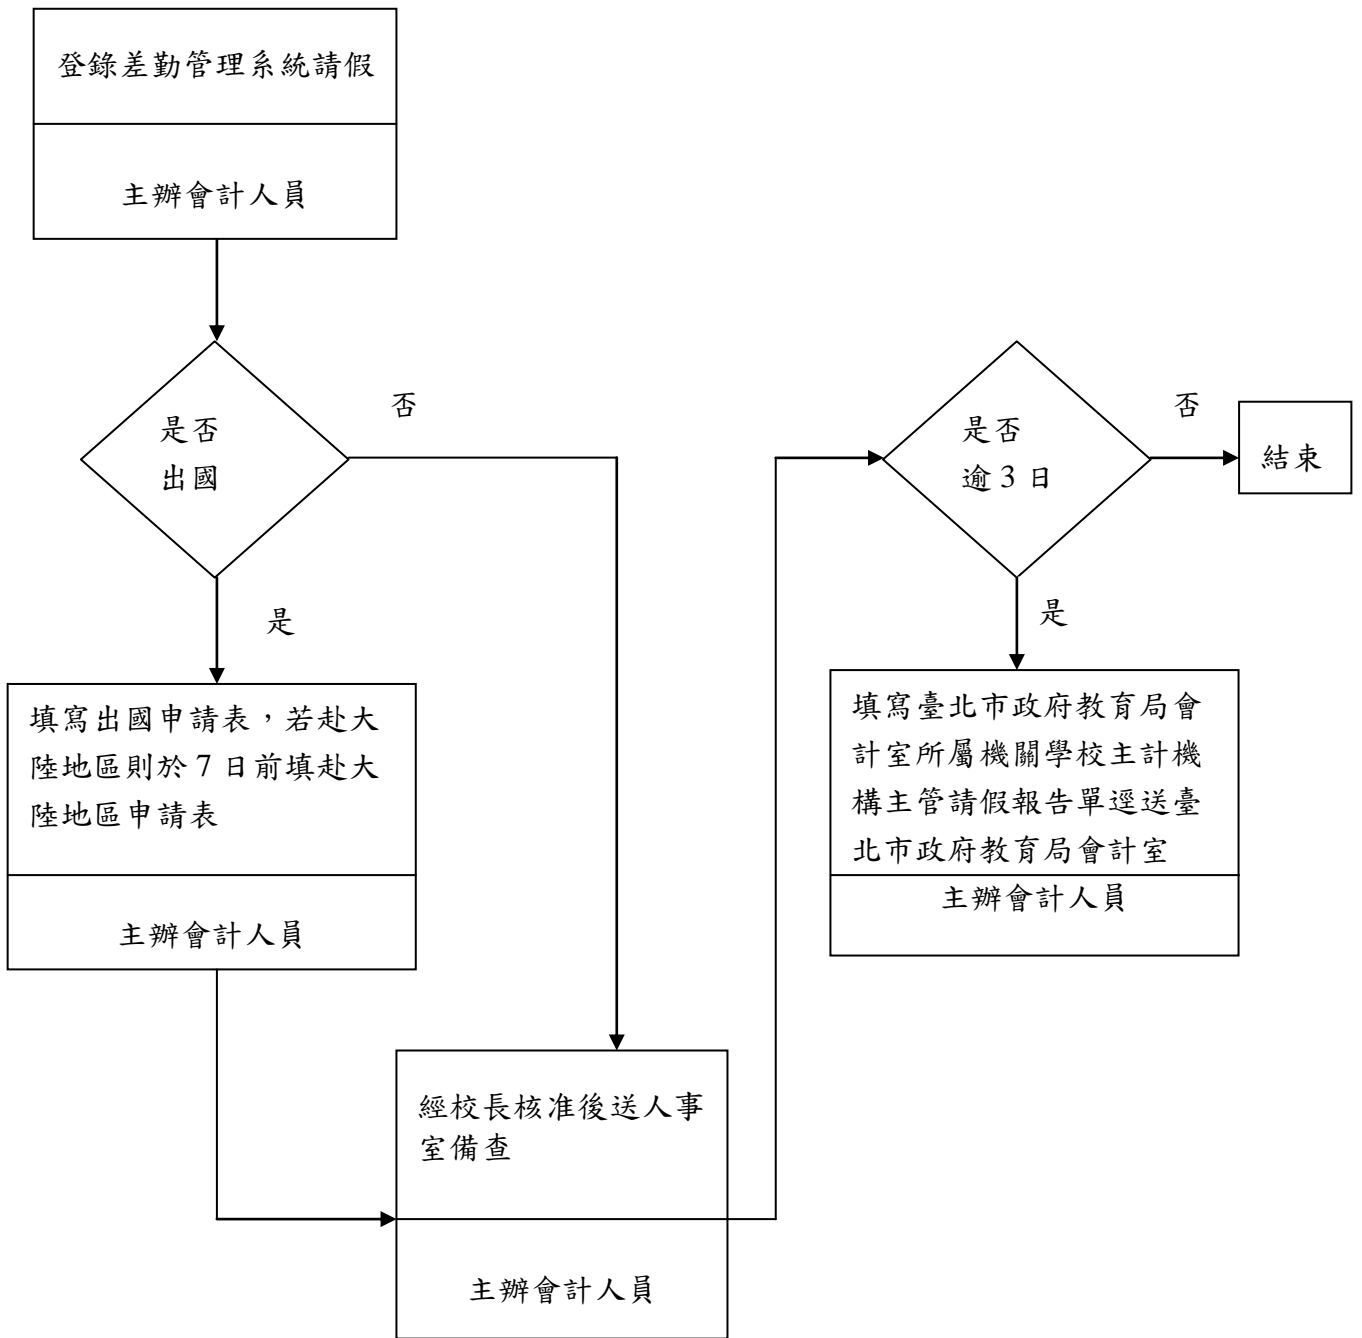 登錄差勤管理系統請假
主辦會計人員
是否
出國
否
是
填寫出國申請表，若赴大
陸地區則於 7 日前填赴大
陸地區申請表
主辦會計人員
經校長核准後送人事
室備查
主辦會計人員
是否
逾 3 日
否
結束
是
填寫臺北市政府教育局會
計室所屬機關學校主計機
構主管請假報告單逕送臺
北市政府教育局會計室
主辦會計人員